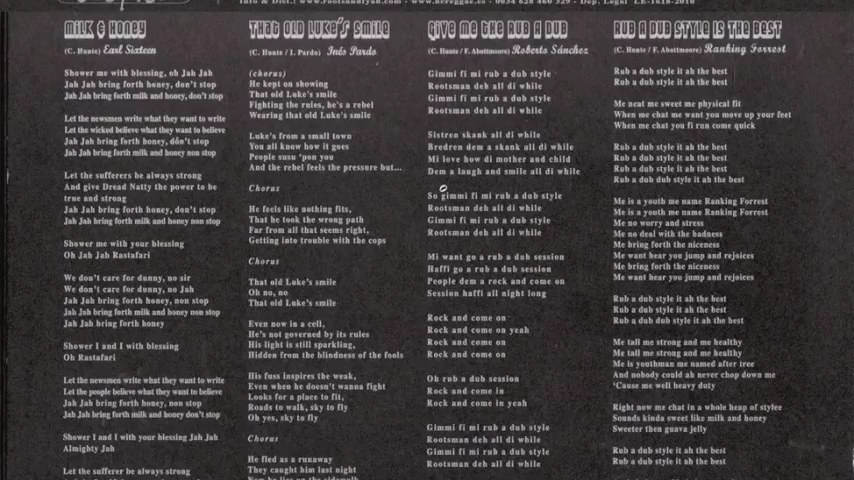 Info & Dist.: www.rootsandryah.com - www.ncreggae.es - 0034 628 460 329 - Dep. Legal LE-1618-2010
MILK & HONEY
(C. Hunte) Earl Sixteen
Shower me with blessing, oh Jah Jah
Jah Jah bring forth honey, don't stop
Jah Jah bring forth milk and honey, don't stop
Let the newsmen write what they want to write
Let the wicked believe what they want to believe
Jah Jah bring forth honey, don't stop
Jah Jah bring forth milk and honey non stop
Let the sufferers be always strong
And give Dread Natty the power to be
true and strong
Jah Jah bring forth honey, don't stop
Jah Jah bring forth milk and honey non stop
Shower me with your blessing
Oh Jah Jah Rastafari
We don't care for dunny, no sir
We don't care for dunny, no Jah
Jah Jah bring forth honey, non stop
Jah Jah bring forth milk and honey non stop
Jah Jah bring forth honey
Shower I and I with blessing
Oh Rastafari
Let the newsmen write what they want to write
Let the people believe what they want to believe
Jah Jah bring forth honey, non stop
Jah Jah bring forth milk and honey don't stop
Shower I and I with your blessing Jah Jah
Almighty Jah
Let the sufferer be always strong
THAT OLD LUKE'S SMILE
(C. Hunte / I. Pardo) Inés Pardo
(chorus)
He kept on showing
That old Luke's smile
Fighting the rules, he's a rebel
Wearing that old Luke's smile
Luke's from a small town
You all know how it goes
People susu 'pon you
And the rebel feels the pressure but...
Chorus
He feels like nothing fits,
That he took the wrong path
Far from all that seems right,
Getting into trouble with the cops
Chorus
That old Luke's smile
Oh no, no
That old Luke's smile
Even now in a cell,
He's not governed by its rules
His light is still sparkling,
Hidden from the blindness of the fools
His fuss inspires the weak,
Even when he doesn't wanna fight
Looks for a place to fit,
Roads to walk, sky to fly
Oh yes, sky to fly
Chorus
He fled as a runaway
They caught him last night
Now he lies on the sidewalk
GIVE ME THE RUB A DUB
(C. Hunte / F. Abottmoore) Roberto Sánchez
Gimmi fi mi rub a dub style
Rootsman deh all di while
Gimmi fi mi rub a dub style
Rootsman deh all di while
Sistren skank all di while
Bredren dem a skank all di while
Mi love how di mother and child
Dem a laugh and smile all di while
So gimmi fi mi rub a dub style
Rootsman deh all di while
Gimmi fi mi rub a dub style
Rootsman deh all di while
Mi want go a rub a dub session
Haffi go a rub a dub session
People dem a rock and come on
Session haffi all night long
Rock and come on
Rock and come on yeah
Rock and come on
Rock and come on
Oh rub a dub session
Rock and come in
Rock and come in yeah
Gimmi fi mi rub a dub style
Rootsman deh all di while
Gimmi fi mi rub a dub style
Rootsman deh all di while
RUB A DUB STYLE IS THE BEST
(C. Hunte / F. Abottmoore) Ranking Forrest
Rub a dub style it ah the best
Rub a dub style it ah the best
Me neat me sweet me physical fit
When me chat me want you move up your feet
When me chat you fi run come quick
Rub a dub style it ah the best
Rub a dub style it ah the best
Rub a dub style it ah the best
Rub a dub dub style it ah the best
Me is a youth me name Ranking Forrest
Me is a youth me name Ranking Forrest
Me no worry and stress
Me no deal with the badness
Me bring forth the niceness
Me want hear you jump and rejoices
Me bring forth the niceness
Me want hear you jump and rejoices
Rub a dub style it ah the best
Rub a dub style it ah the best
Rub a dub dub style it ah the best
Me tall me strong and me healthy
Me tall me strong and me healthy
Me is youthman me named after tree
And nobody could ah never chop down me
'Cause me well heavy duty
Right now me chat in a whole heap of stylee
Sounds kinda sweet like milk and honey
Sweeter then guava jelly
Rub a dub style it ah the best
Rub a dub style it ah the best